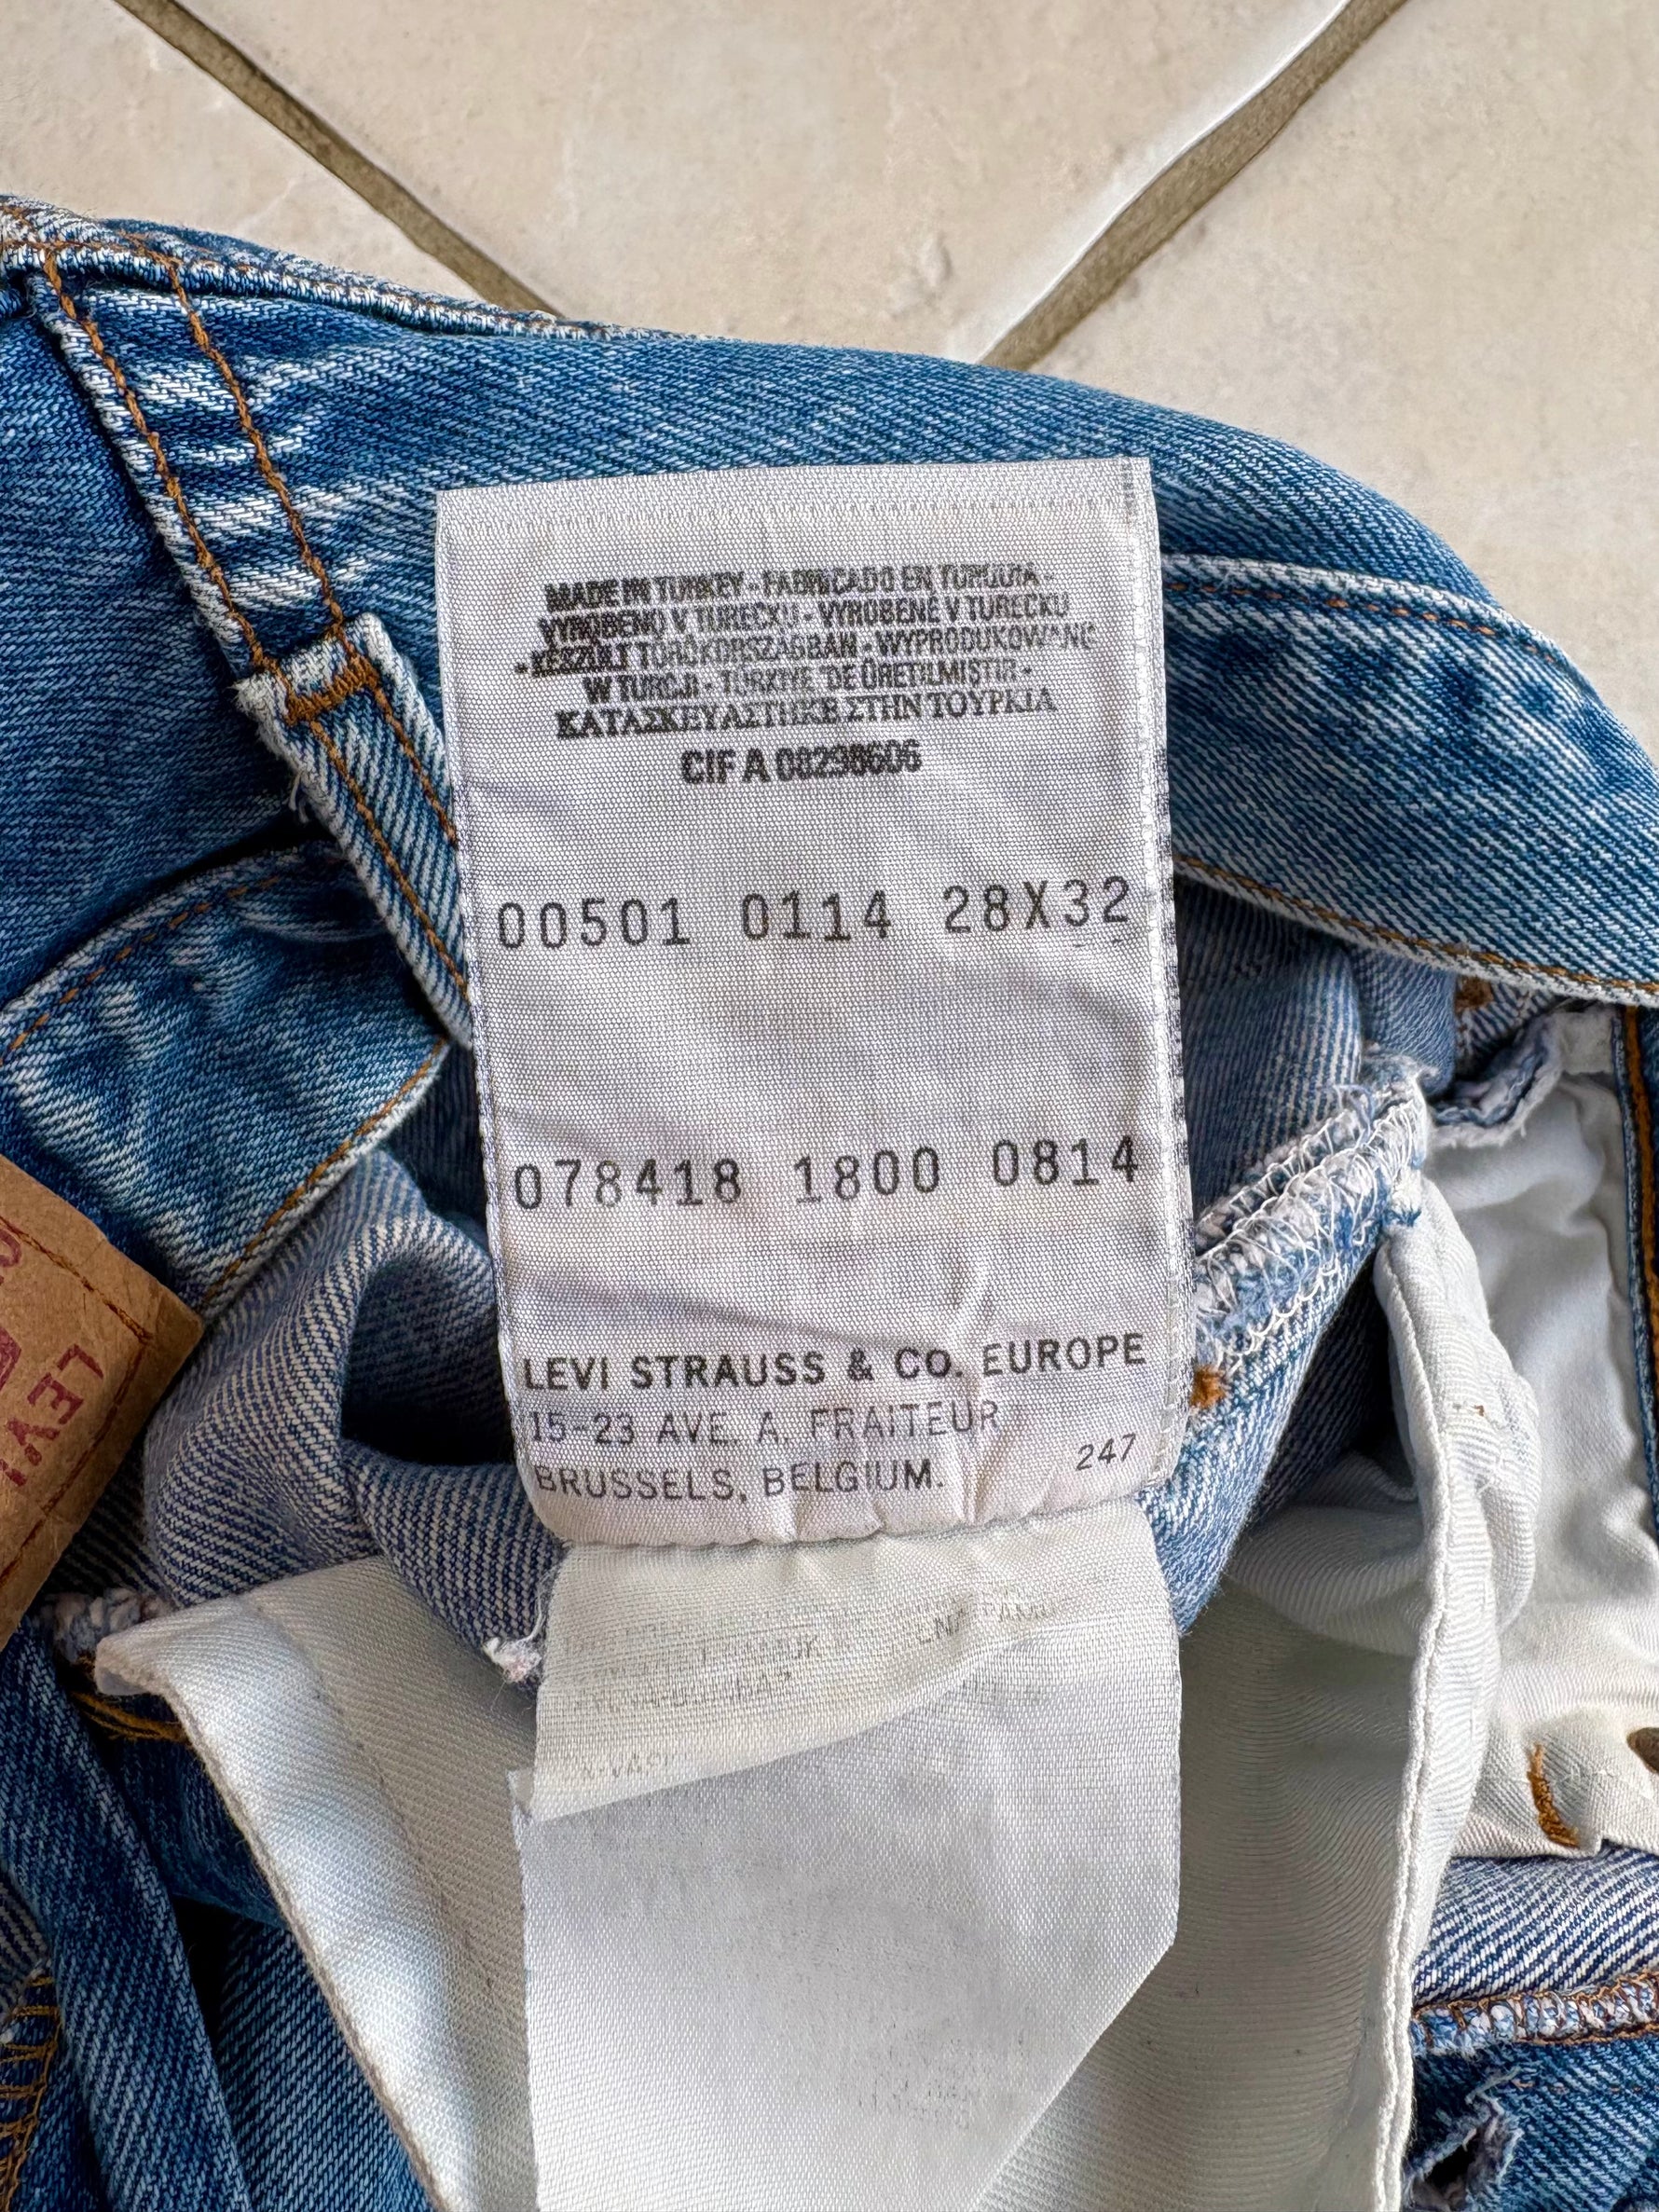 MADE IN TURKEY - FABRICADO EN TURQUIA -
VYROBENO V TURECKU - VYROBENÉ V TURECKU
- KÉSZÜLT TÖRÖKORSZÁGBAN - WYPRODUKOWANO
W TURCJI - TÜRKIYE 'DE ÜRETILMIŞTIR -
ΚΑΤΑΣΚΕΥΑΣΤΗΚΕ ΣΤΗΝ ΤΟΥΡΚΙΑ
CIF A 08298606
00501 0114 28X32
078418 1800 0814
LEVI STRAUSS & CO. EUROPE
15-23 AVE. A. FRAITEUR
BRUSSELS, BELGIUM.
247
LEVI